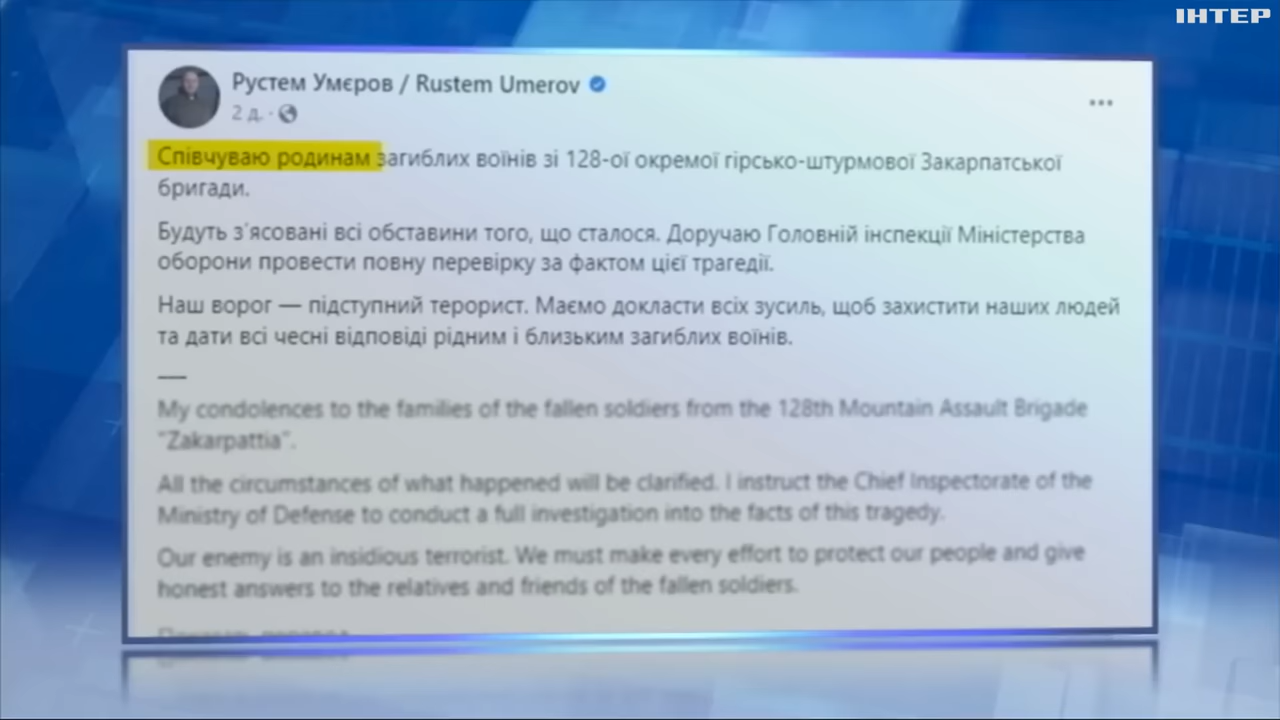 ІНТЕР
Рустем Умєров / Rustem Umerov
2 д. ·
Співчуваю родинам загиблих воїнів зі 128-ої окремої гірсько-штурмової Закарпатської
бригади.
Будуть з'ясовані всі обставини того, що сталося. Доручаю Головній інспекції Міністерства
оборони провести повну перевірку за фактом цієї трагедії.
Наш ворог — підступний терорист. Маємо докласти всіх зусиль, щоб захистити наших людей
та дати всі чесні відповіді рідним і близьким загиблих воїнів.
—
My condolences to the families of the fallen soldiers from the 128th Mountain Assault Brigade
"Zakarpattia".
All the circumstances of what happened will be clarified. I instruct the Chief Inspectorate of the
Ministry of Defense to conduct a full investigation into the facts of this tragedy.
Our enemy is an insidious terrorist. We must make every effort to protect our people and give
honest answers to the relatives and friends of the fallen soldiers.